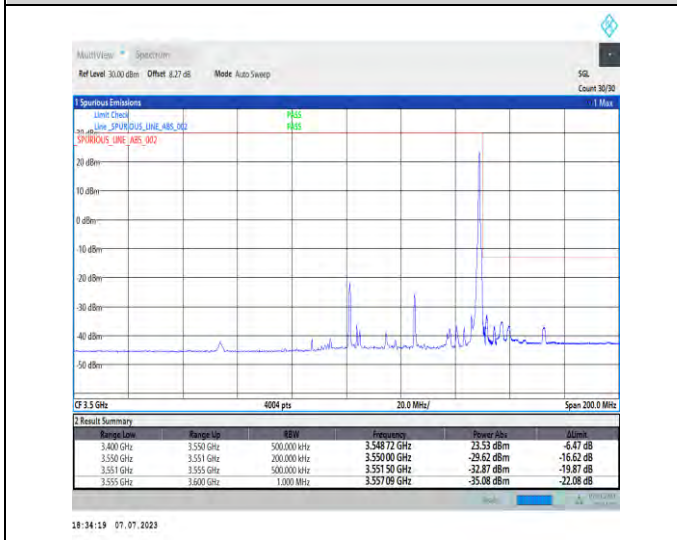 MultiView Spectrum
Ref Level 30.00 dBm Offset 8.27 dB Mode Auto Sweep SGL
Count 30/30
1 Spurious Emissions 1 Max
Limit Check PASS
Line _SPURIOUS_LINE_ABS_002 PASS
30 dBm
_SPURIOUS_LINE_ABS_002
20 dBm
10 dBm
0 dBm
-10 dBm
-20 dBm
-30 dBm
-40 dBm
-50 dBm
CF 3.5 GHz 4004 pts 20.0 MHz/ Span 200.0 MHz
2 Result Summary
Range Low Range Up RBW Frequency Power Abs ΔLimit
3.400 GHz 3.550 GHz 500.000 kHz 3.548 72 GHz 23.53 dBm -6.47 dB
3.550 GHz 3.551 GHz 200.000 kHz 3.550 00 GHz -29.62 dBm -16.62 dB
3.551 GHz 3.555 GHz 500.000 kHz 3.551 50 GHz -32.87 dBm -19.87 dB
3.555 GHz 3.600 GHz 1.000 MHz 3.557 09 GHz -35.08 dBm -22.08 dB
18:34:19 07.07.2023